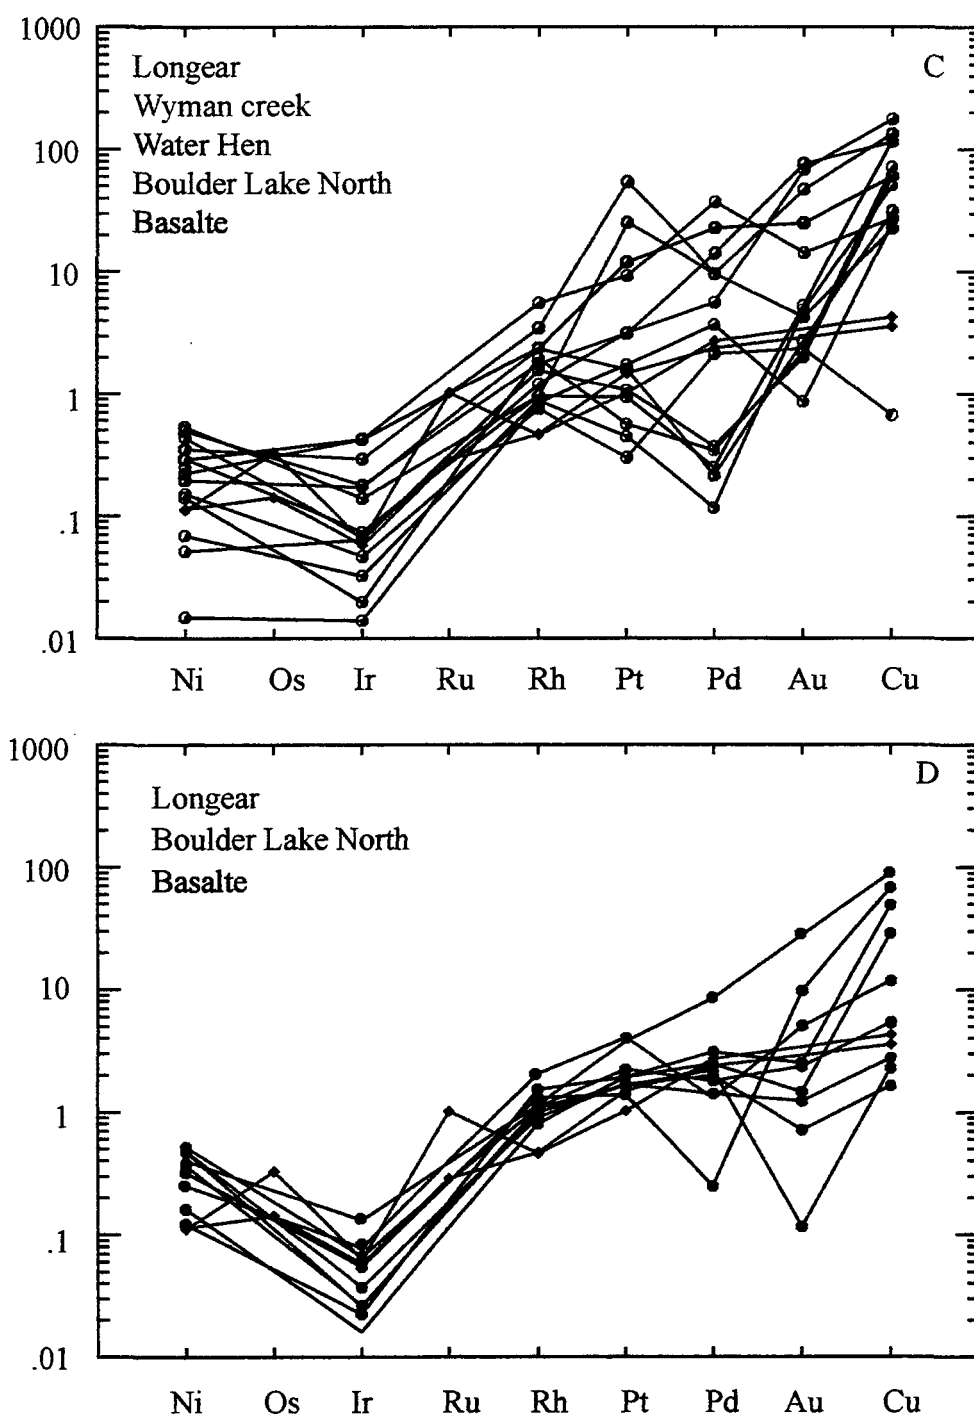 1000
C
Longear
Wyman creek
Water Hen
Boulder Lake North
Basalte
100
10
1
.1
.01
Ni Os Ir Ru Rh Pt Pd Au Cu
1000
D
Longear
Boulder Lake North
Basalte
100
10
1
.1
.01
Ni Os Ir Ru Rh Pt Pd Au Cu